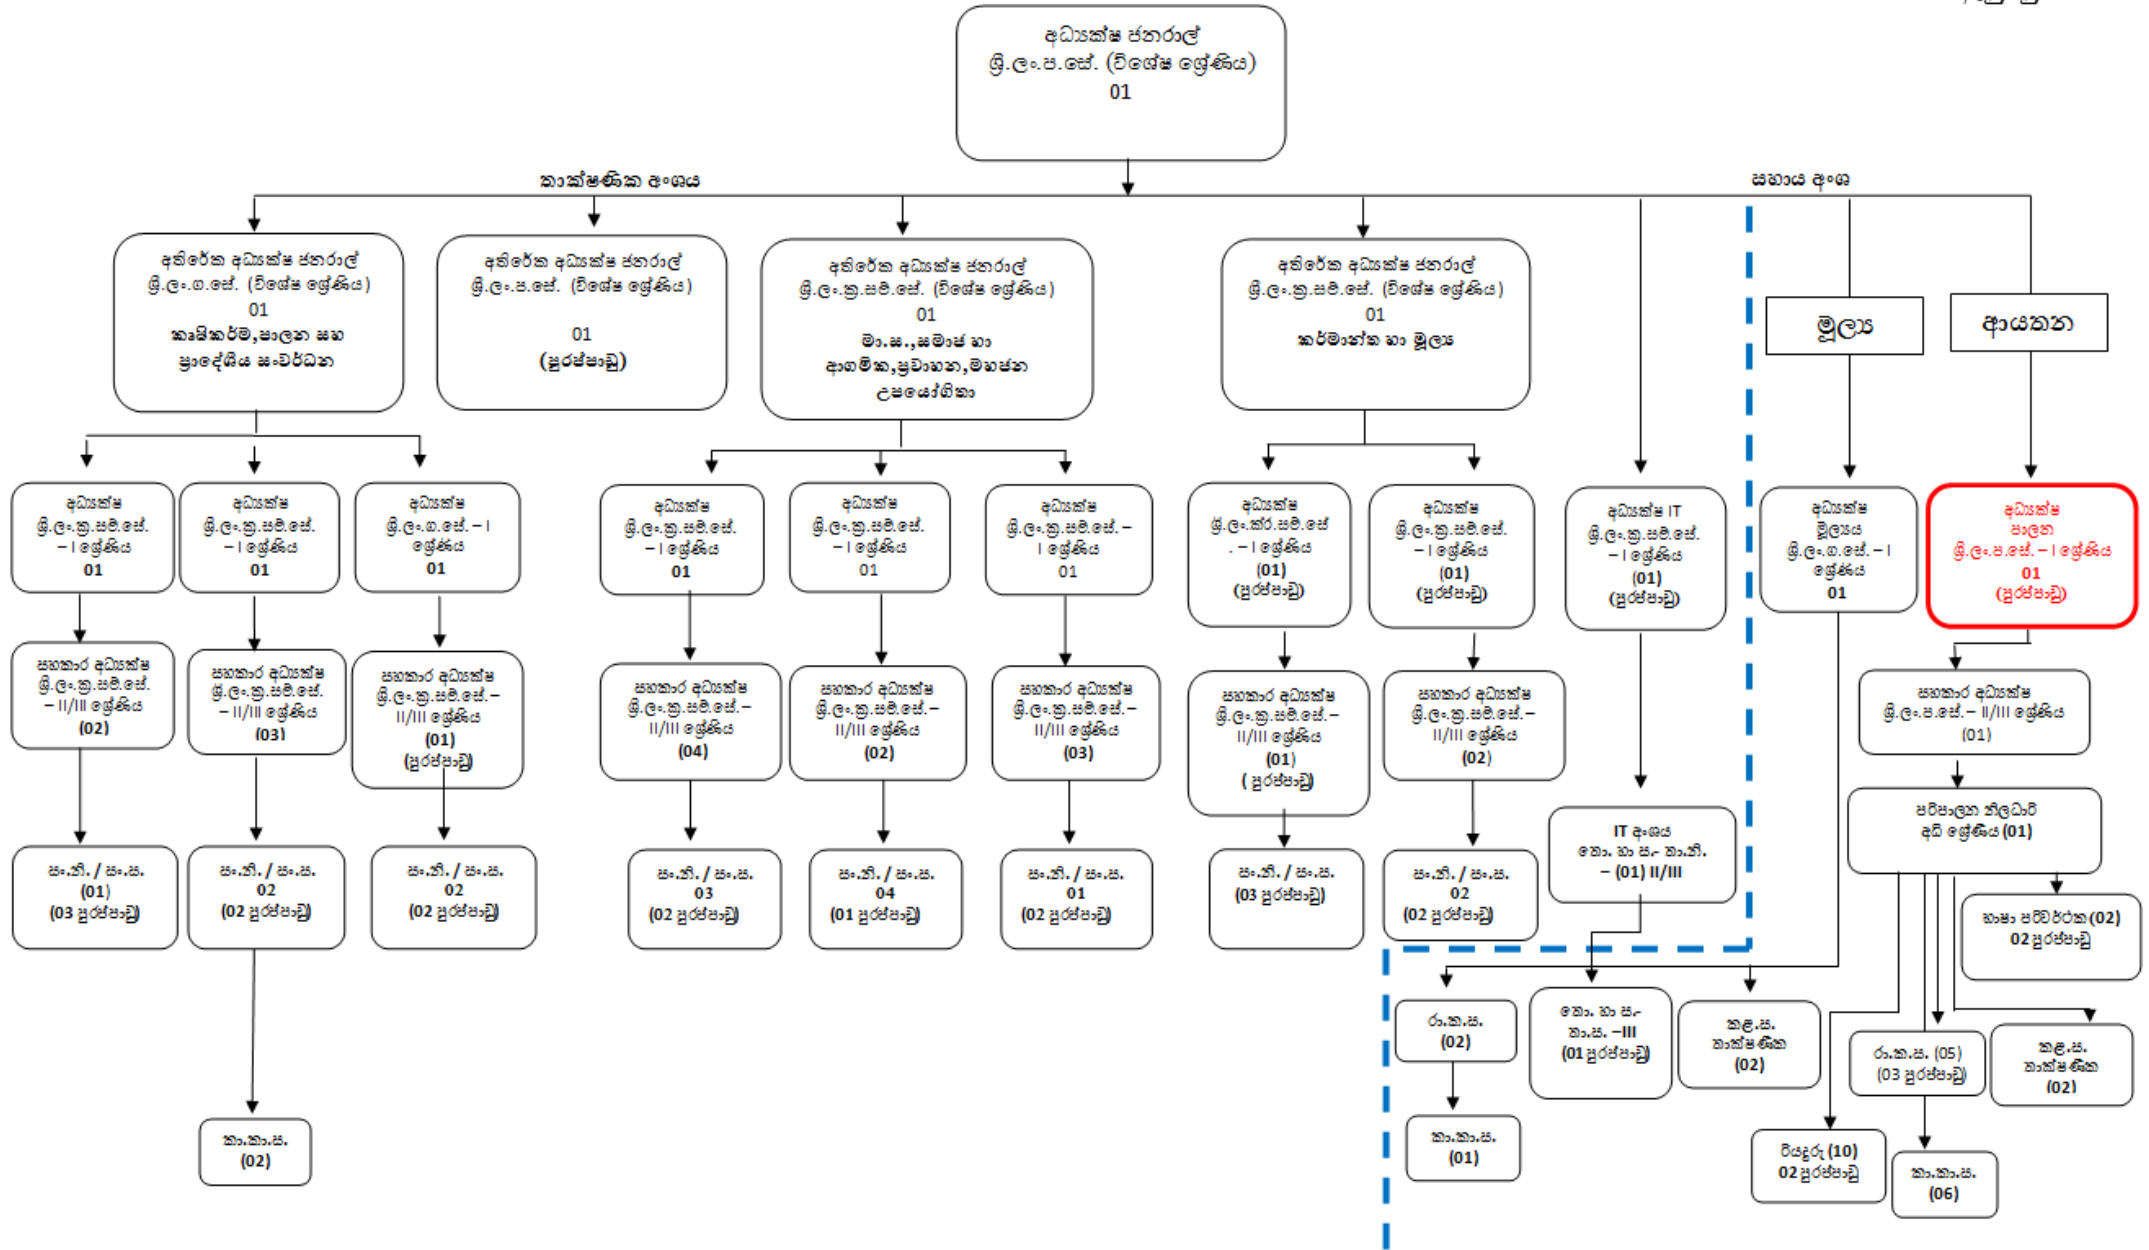 අධ්‍යක්ෂ ජනරාල්
ශ්‍රී.ලං.ප.සේ. (විශේෂ ශ්‍රේණිය)
01
තාක්ෂණික අංශය
සහාය අංශ
අතිරේක අධ්‍යක්ෂ ජනරාල්
ශ්‍රී.ලං.ග.සේ. (විශේෂ ශ්‍රේණිය)
01
කෘෂිකර්ම,පාලන සහ
ප්‍රාදේශීය සංවර්ධන
අතිරේක අධ්‍යක්ෂ ජනරාල්
ශ්‍රී.ලං.ප.සේ. (විශේෂ ශ්‍රේණිය)
01
(පුරප්පාඩු)
අතිරේක අධ්‍යක්ෂ ජනරාල්
ශ්‍රී.ලං.ක්‍ර.සම්.සේ. (විශේෂ ශ්‍රේණිය)
01
මා.ස.,සමාජ හා
ආගමික,ප්‍රවාහන,මහජන
උපයෝගිතා
අතිරේක අධ්‍යක්ෂ ජනරාල්
ශ්‍රී.ලං.ක්‍ර.සම්.සේ. (විශේෂ ශ්‍රේණිය)
01
කර්මාන්ත හා මූල්‍ය
මූල්‍ය
ආයතන
අධ්‍යක්ෂ
ශ්‍රී.ලං.ක්‍ර.සම්.සේ.
– I ශ්‍රේණිය
01
අධ්‍යක්ෂ
ශ්‍රී.ලං.ක්‍ර.සම්.සේ.
– I ශ්‍රේණිය
01
අධ්‍යක්ෂ
ශ්‍රී.ලං.ග.සේ. – I
ශ්‍රේණිය
01
අධ්‍යක්ෂ
ශ්‍රී.ලං.ක්‍ර.සම්.සේ.
– I ශ්‍රේණිය
01
අධ්‍යක්ෂ
ශ්‍රී.ලං.ක්‍ර.සම්.සේ.
– I ශ්‍රේණිය
01
අධ්‍යක්ෂ
ශ්‍රී.ලං.ක්‍ර.සම්.සේ. –
I ශ්‍රේණිය
01
අධ්‍යක්ෂ
ශ්‍රී.ලං.ක්ර.සම්.සේ
. – I ශ්‍රේණිය
(01)
(පුරප්පාඩු)
අධ්‍යක්ෂ
ශ්‍රී.ලං.ක්‍ර.සම්.සේ.
– I ශ්‍රේණිය
(01)
(පුරප්පාඩු)
අධ්‍යක්ෂ IT
ශ්‍රී.ලං.ක්‍ර.සම්.සේ.
– I ශ්‍රේණිය
(01)
(පුරප්පාඩු)
අධ්‍යක්ෂ
මූල්‍යය
ශ්‍රී.ලං.ග.සේ. – I
ශ්‍රේණිය
01
අධ්‍යක්ෂ
පාලන
ශ්‍රී.ලං.ප.සේ. – I ශ්‍රේණිය
01
(පුරප්පාඩු)
සහකාර අධ්‍යක්ෂ
ශ්‍රී.ලං.ක්‍ර.සම්.සේ.
– II/III ශ්‍රේණිය
(02)
සහකාර අධ්‍යක්ෂ
ශ්‍රී.ලං.ක්‍ර.සම්.සේ.
– II/III ශ්‍රේණිය
(03)
සහකාර අධ්‍යක්ෂ
ශ්‍රී.ලං.ක්‍ර.සම්.සේ.–
II/III ශ්‍රේණිය
(01)
(පුරප්පාඩු)
සහකාර අධ්‍යක්ෂ
ශ්‍රී.ලං.ක්‍ර.සම්.සේ.–
II/III ශ්‍රේණිය
(04)
සහකාර අධ්‍යක්ෂ
ශ්‍රී.ලං.ක්‍ර.සම්.සේ.–
II/III ශ්‍රේණිය
(02)
සහකාර අධ්‍යක්ෂ
ශ්‍රී.ලං.ක්‍ර.සම්.සේ.–
II/III ශ්‍රේණිය
(03)
සහකාර අධ්‍යක්ෂ
ශ්‍රී.ලං.ක්‍ර.සම්.සේ.–
II/III ශ්‍රේණිය
(01)
( පුරප්පාඩු)
සහකාර අධ්‍යක්ෂ
ශ්‍රී.ලං.ක්‍ර.සම්.සේ.–
II/III ශ්‍රේණිය
(02)
සහකාර අධ්‍යක්ෂ
ශ්‍රී.ලං.ප.සේ. – II/III ශ්‍රේණිය
(01)
පරිපාලන නිලධාරි
අධි ශ්‍රේණිය (01)
IT අංශය
තො. හා ස.- තා.නි.
– (01) II/III
සං.නි. / සං.ස.
(01)
(03 පුරප්පාඩු)
සං.නි. / සං.ස.
02
(02 පුරප්පාඩු)
සං.නි. / සං.ස.
02
(02 පුරප්පාඩු)
සං.නි. / සං.ස.
03
(02 පුරප්පාඩු)
සං.නි. / සං.ස.
04
(01 පුරප්පාඩු)
සං.නි. / සං.ස.
01
(02 පුරප්පාඩු)
සං.නි. / සං.ස.
(03 පුරප්පාඩු)
සං.නි. / සං.ස.
02
(02 පුරප්පාඩු)
භාෂා පරිවර්ථක (02)
02 පුරප්පාඩු
රා.ක.ස.
(02)
තො. හා ස.-
තා.ස. –III
(01 පුරප්පාඩු)
කළ.ස.
තාක්ෂණික
(02)
රා.ක.ස. (05)
(03 පුරප්පාඩු)
කළ.ස.
තාක්ෂණික
(02)
කා.කා.ස.
(02)
කා.කා.ස.
(01)
රියදුරු (10)
02 පුරප්පාඩු
කා.කා.ස.
(06)